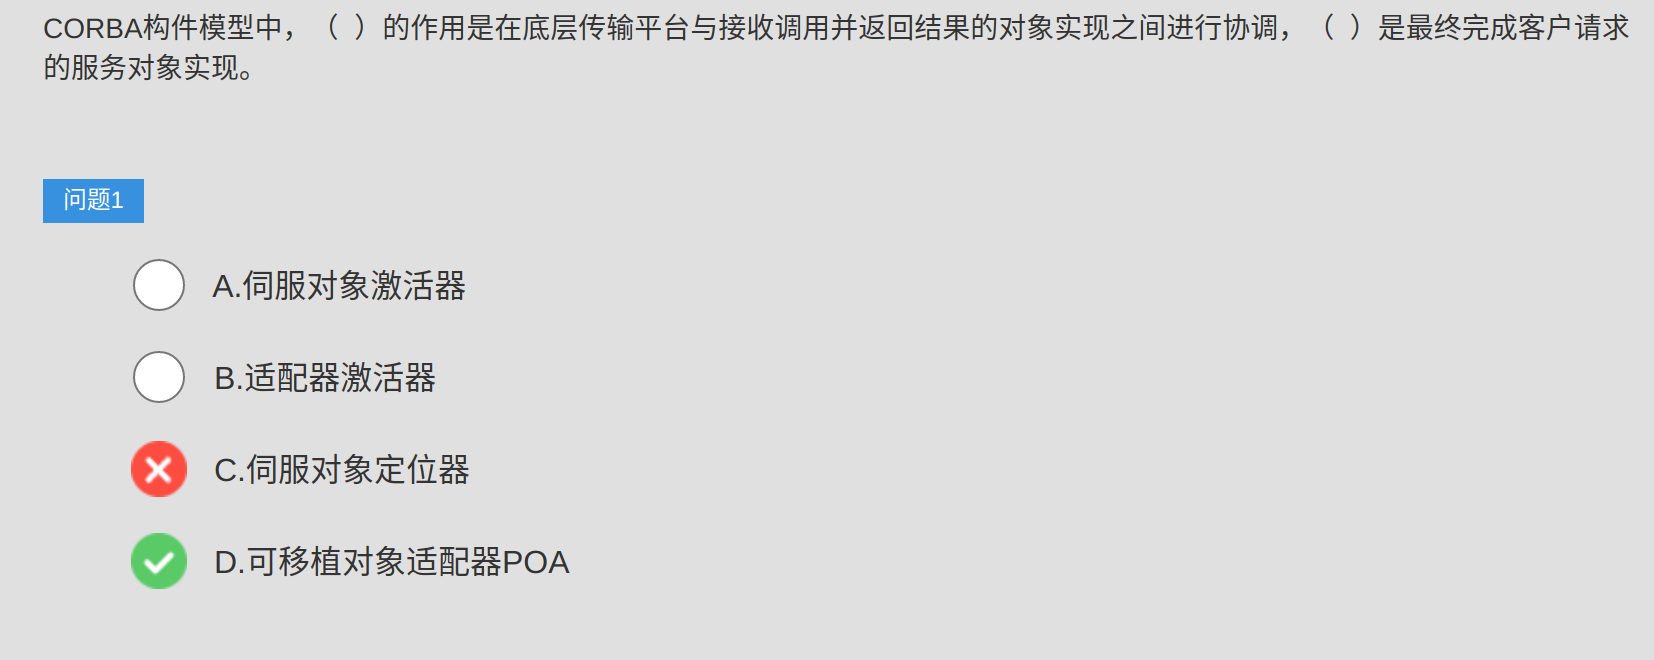 CORBA构件模型中，（  ）的作用是在底层传输平台与接收调用并返回结果的对象实现之间进行协调，（  ）是最终完成客户请求
的服务对象实现。
问题1
A.伺服对象激活器
B.适配器激活器
C.伺服对象定位器
D.可移植对象适配器POA